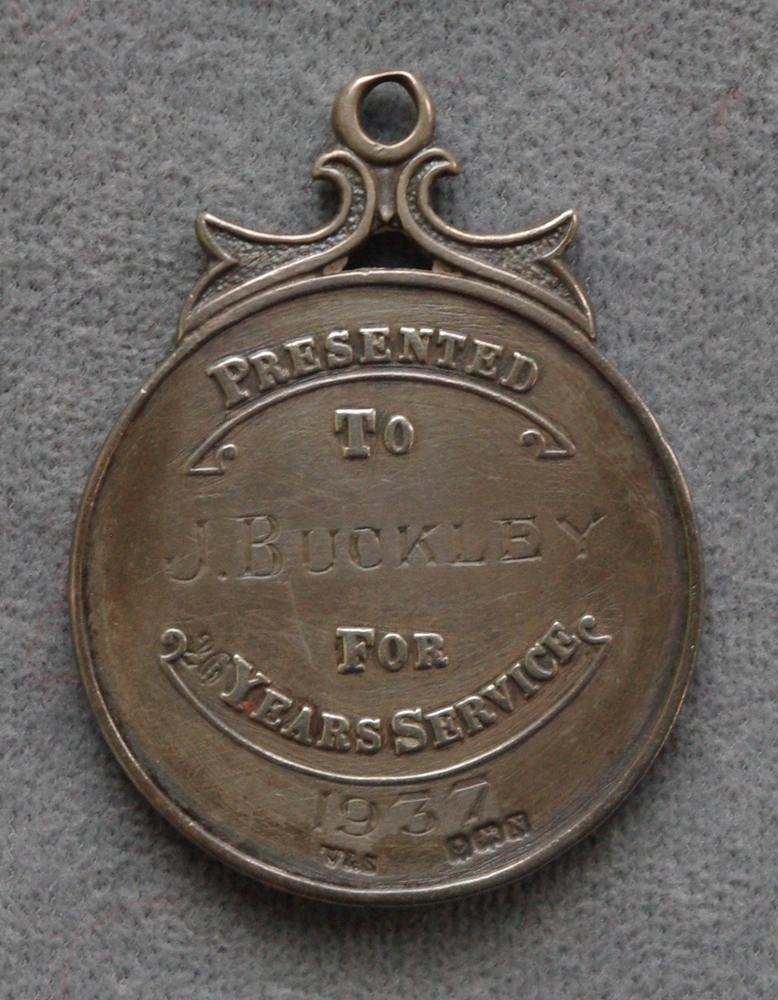 PRESENTED
TO
J. BUCKLEY
FOR
26 YEARS SERVICE
1937